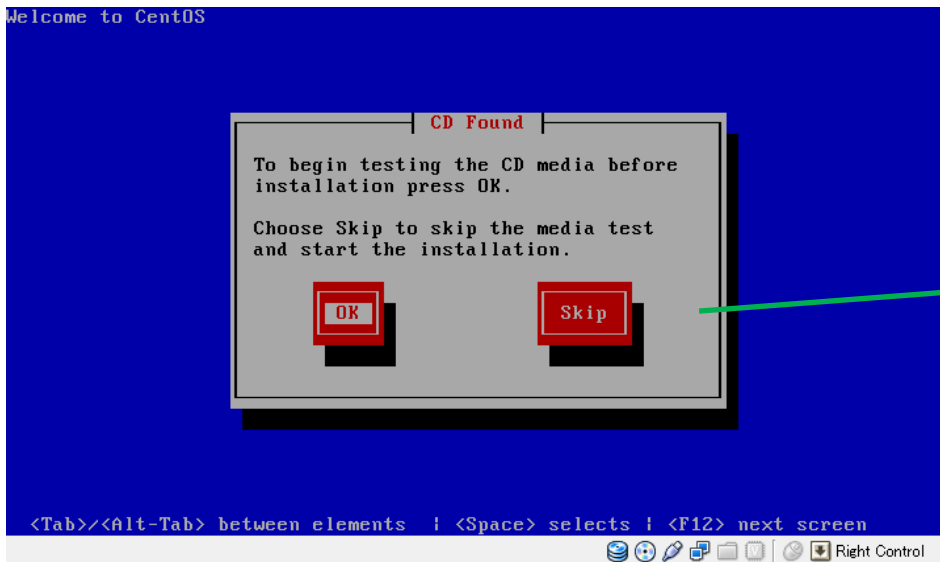 Welcome to CentOS
CD Found
To begin testing the CD media before
installation press OK.
Choose Skip to skip the media test
and start the installation.
OK Skip
<Tab>/<Alt-Tab> between elements | <Space> selects | <F12> next screen
Right Control